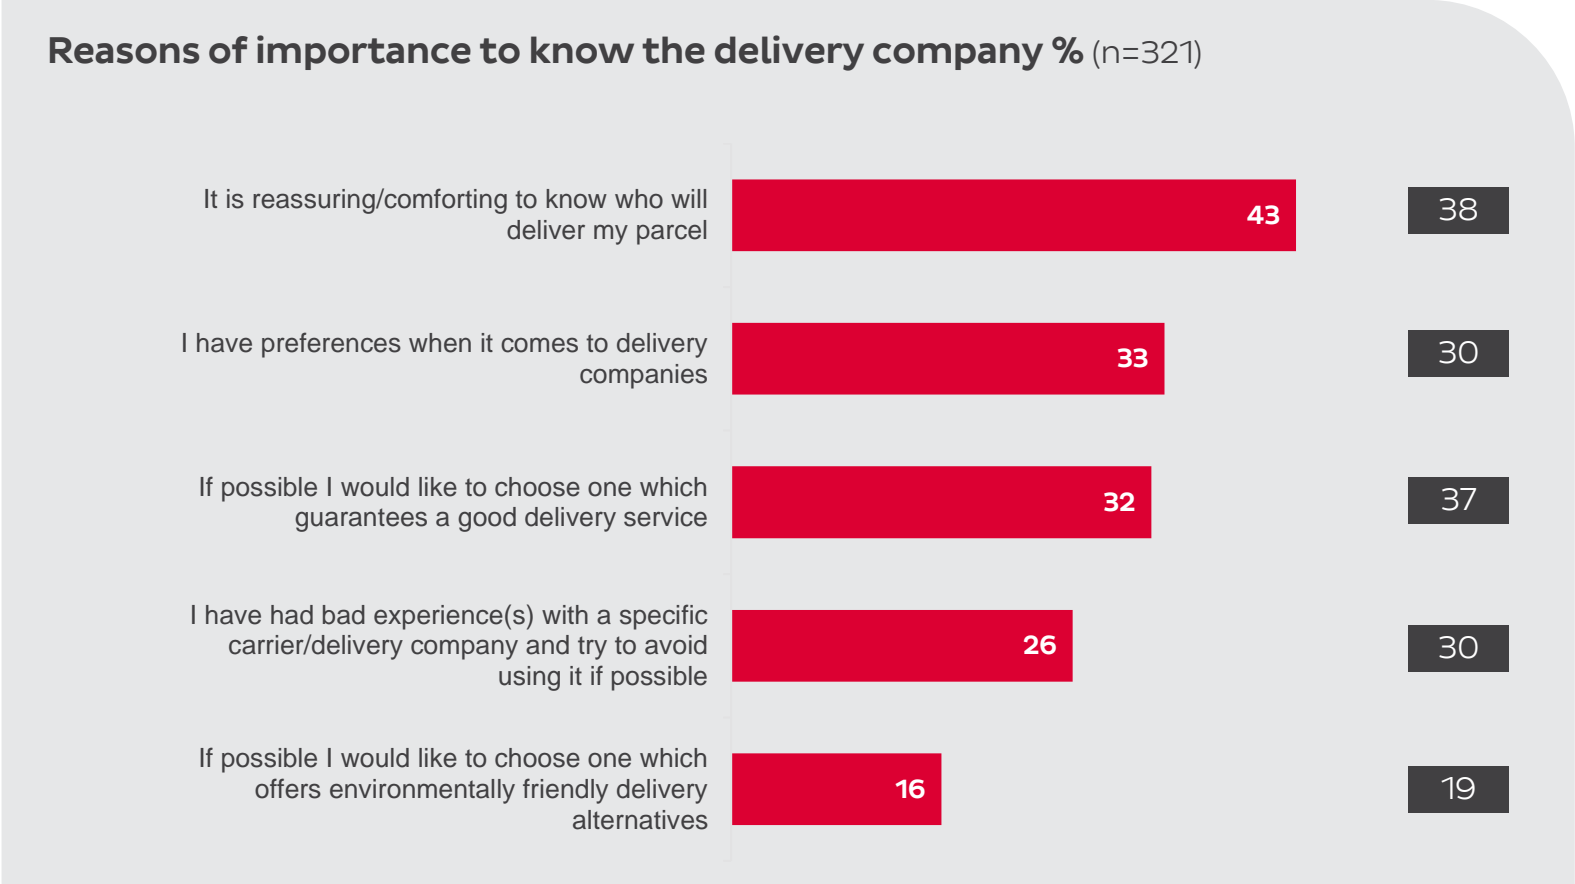 Reasons of importance to know the delivery company % (n=321)
It is reassuring/comforting to know who will
deliver my parcel
43
38
I have preferences when it comes to delivery
companies
33
30
If possible I would like to choose one which
guarantees a good delivery service
32
37
I have had bad experience(s) with a specific
carrier/delivery company and try to avoid
using it if possible
26
30
If possible I would like to choose one which
offers environmentally friendly delivery
alternatives
16
19